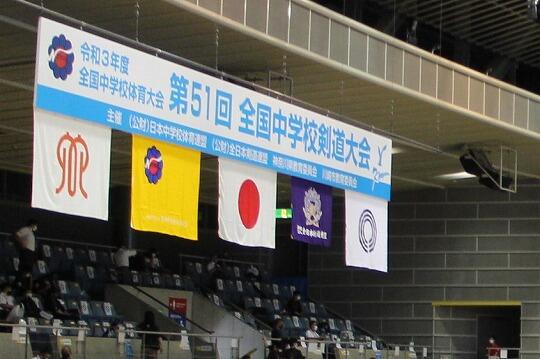 令和3年度
全国中学校体育大会
第51回 全国中学校剣道大会
主催 (公財)日本中学校体育連盟 (公財)全日本剣道連盟 神奈川県教育委員会 川崎市教育委員会